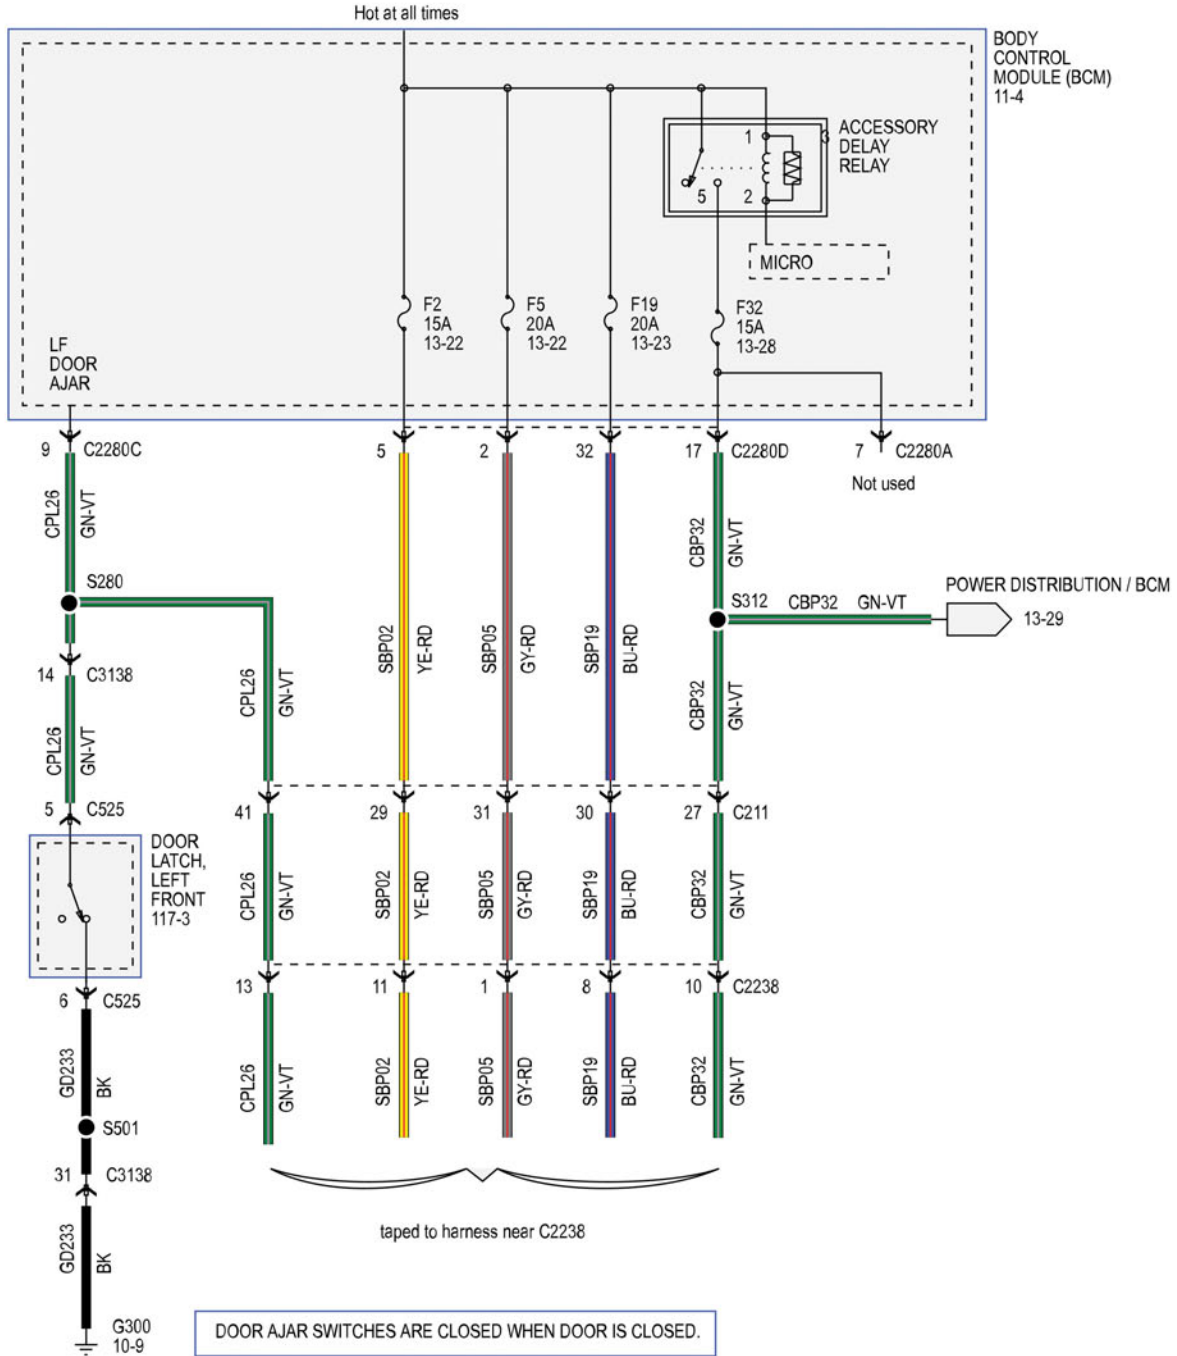 Hot at all times
BODY
CONTROL
MODULE (BCM)
11-4
ACCESSORY
DELAY
RELAY
1
5
2
MICRO
F2
15A
13-22
F5
20A
13-22
F19
20A
13-23
F32
15A
13-28
LF
DOOR
AJAR
9 C2280C
5
2
32
17 C2280D
7 C2280A
Not used
CPL26
GN-VT
CBP32
GN-VT
S280
S312
CBP32 GN-VT
POWER DISTRIBUTION / BCM
13-29
14 C3138
CPL26
GN-VT
CPL26
GN-VT
SBP02
YE-RD
SBP05
GY-RD
SBP19
BU-RD
CBP32
GN-VT
5 C525
41
29
31
30
27 C211
DOOR
LATCH,
LEFT
FRONT
117-3
CPL26
GN-VT
SBP02
YE-RD
SBP05
GY-RD
SBP19
BU-RD
CBP32
GN-VT
6 C525
13
11
1
8
10 C2238
GD233
BK
CPL26
GN-VT
SBP02
YE-RD
SBP05
GY-RD
SBP19
BU-RD
CBP32
GN-VT
S501
31 C3138
GD233
BK
taped to harness near C2238
G300
10-9
DOOR AJAR SWITCHES ARE CLOSED WHEN DOOR IS CLOSED.